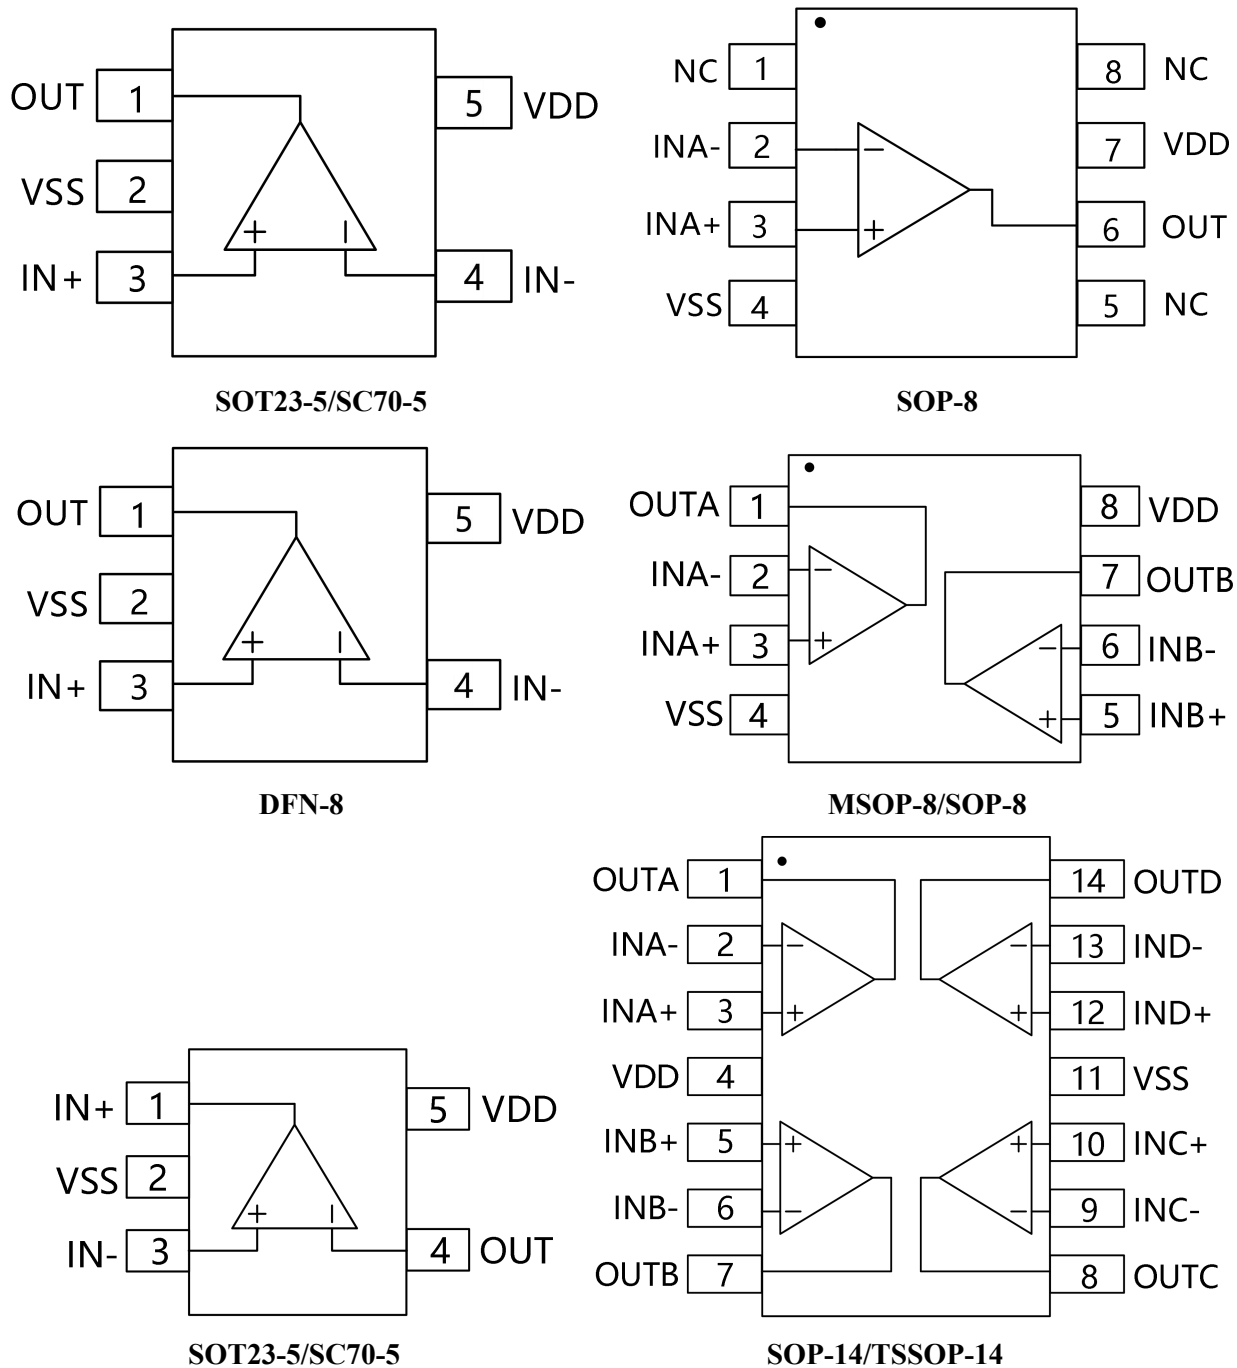 OUT 1 5 VDD
VSS 2
IN+ 3 4 IN-
+ -
SOT23-5/SC70-5
NC 1 8 NC
INA- 2 - 7 VDD
INA+ 3 + 6 OUT
VSS 4 5 NC
SOP-8
OUT 1 5 VDD
VSS 2
IN+ 3 4 IN-
+ -
DFN-8
OUTA 1 8 VDD
INA- 2 - 7 OUTB
INA+ 3 + - 6 INB-
VSS 4 + 5 INB+
MSOP-8/SOP-8
IN+ 1 5 VDD
VSS 2
IN- 3 4 OUT
+ -
SOT23-5/SC70-5
OUTA 1 14 OUTD
INA- 2 - - 13 IND-
INA+ 3 + + 12 IND+
VDD 4 11 VSS
INB+ 5 + + 10 INC+
INB- 6 - - 9 INC-
OUTB 7 8 OUTC
SOP-14/TSSOP-14